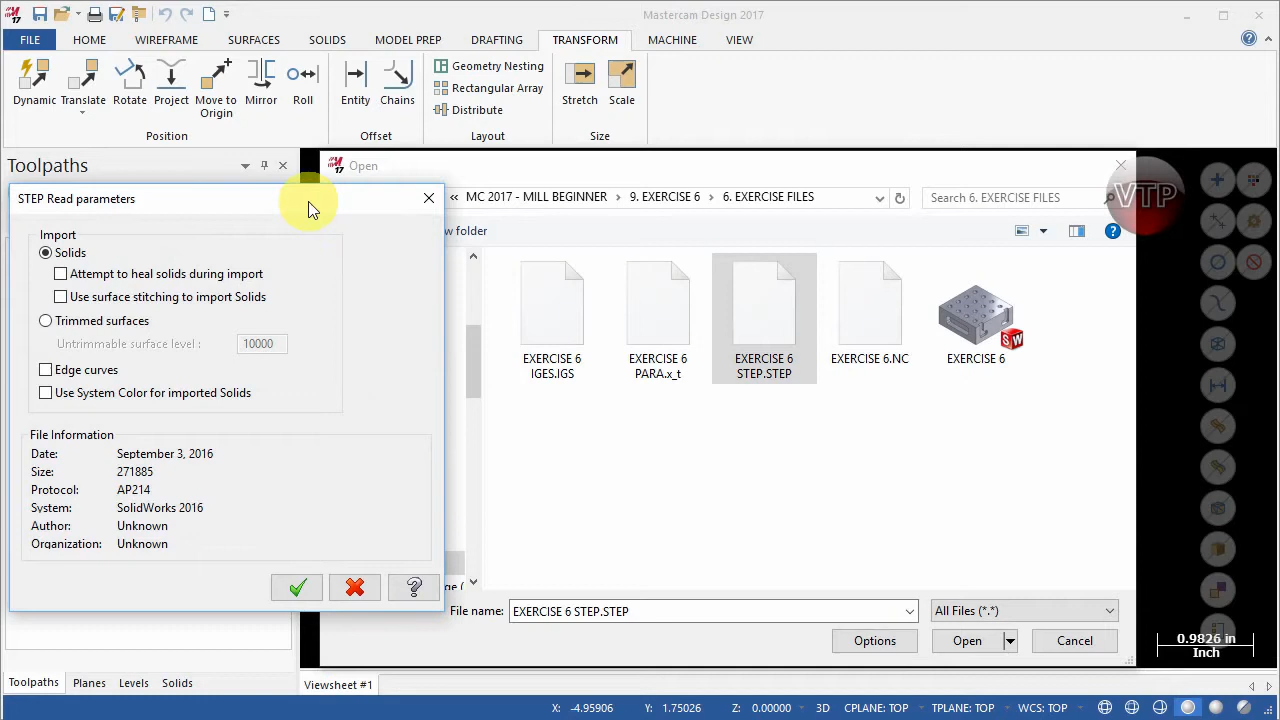 17
Mastercam Design 2017
FILE HOME WIREFRAME SURFACES SOLIDS MODEL PREP DRAFTING TRANSFORM MACHINE VIEW
Dynamic Translate Rotate Project Move to Origin Mirror Roll
Entity Chains
Geometry Nesting
Rectangular Array
Distribute
Stretch Scale
Position Offset Layout Size
Toolpaths
17 Open
STEP Read parameters
« MC 2017 - MILL BEGINNER > 9. EXERCISE 6 > 6. EXERCISE FILES
Search 6. EXERCISE FILES
VTP
w folder
Import
Solids
Attempt to heal solids during import
Use surface stitching to import Solids
Trimmed surfaces
Untrimmable surface level : 10000
Edge curves
Use System Color for imported Solids
EXERCISE 6 IGES.IGS
EXERCISE 6 PARA.x_t
EXERCISE 6 STEP.STEP
EXERCISE 6.NC
SW
EXERCISE 6
File Information
Date: September 3, 2016
Size: 271885
Protocol: AP214
System: SolidWorks 2016
Author: Unknown
Organization: Unknown
ge (
File name: EXERCISE 6 STEP.STEP
All Files (*.*)
Options Open Cancel
0.9826 in
Inch
Toolpaths Planes Levels Solids
Viewsheet #1
X: -4.95906 Y: 1.75026 Z: 0.00000 3D CPLANE: TOP TPLANE: TOP WCS: TOP